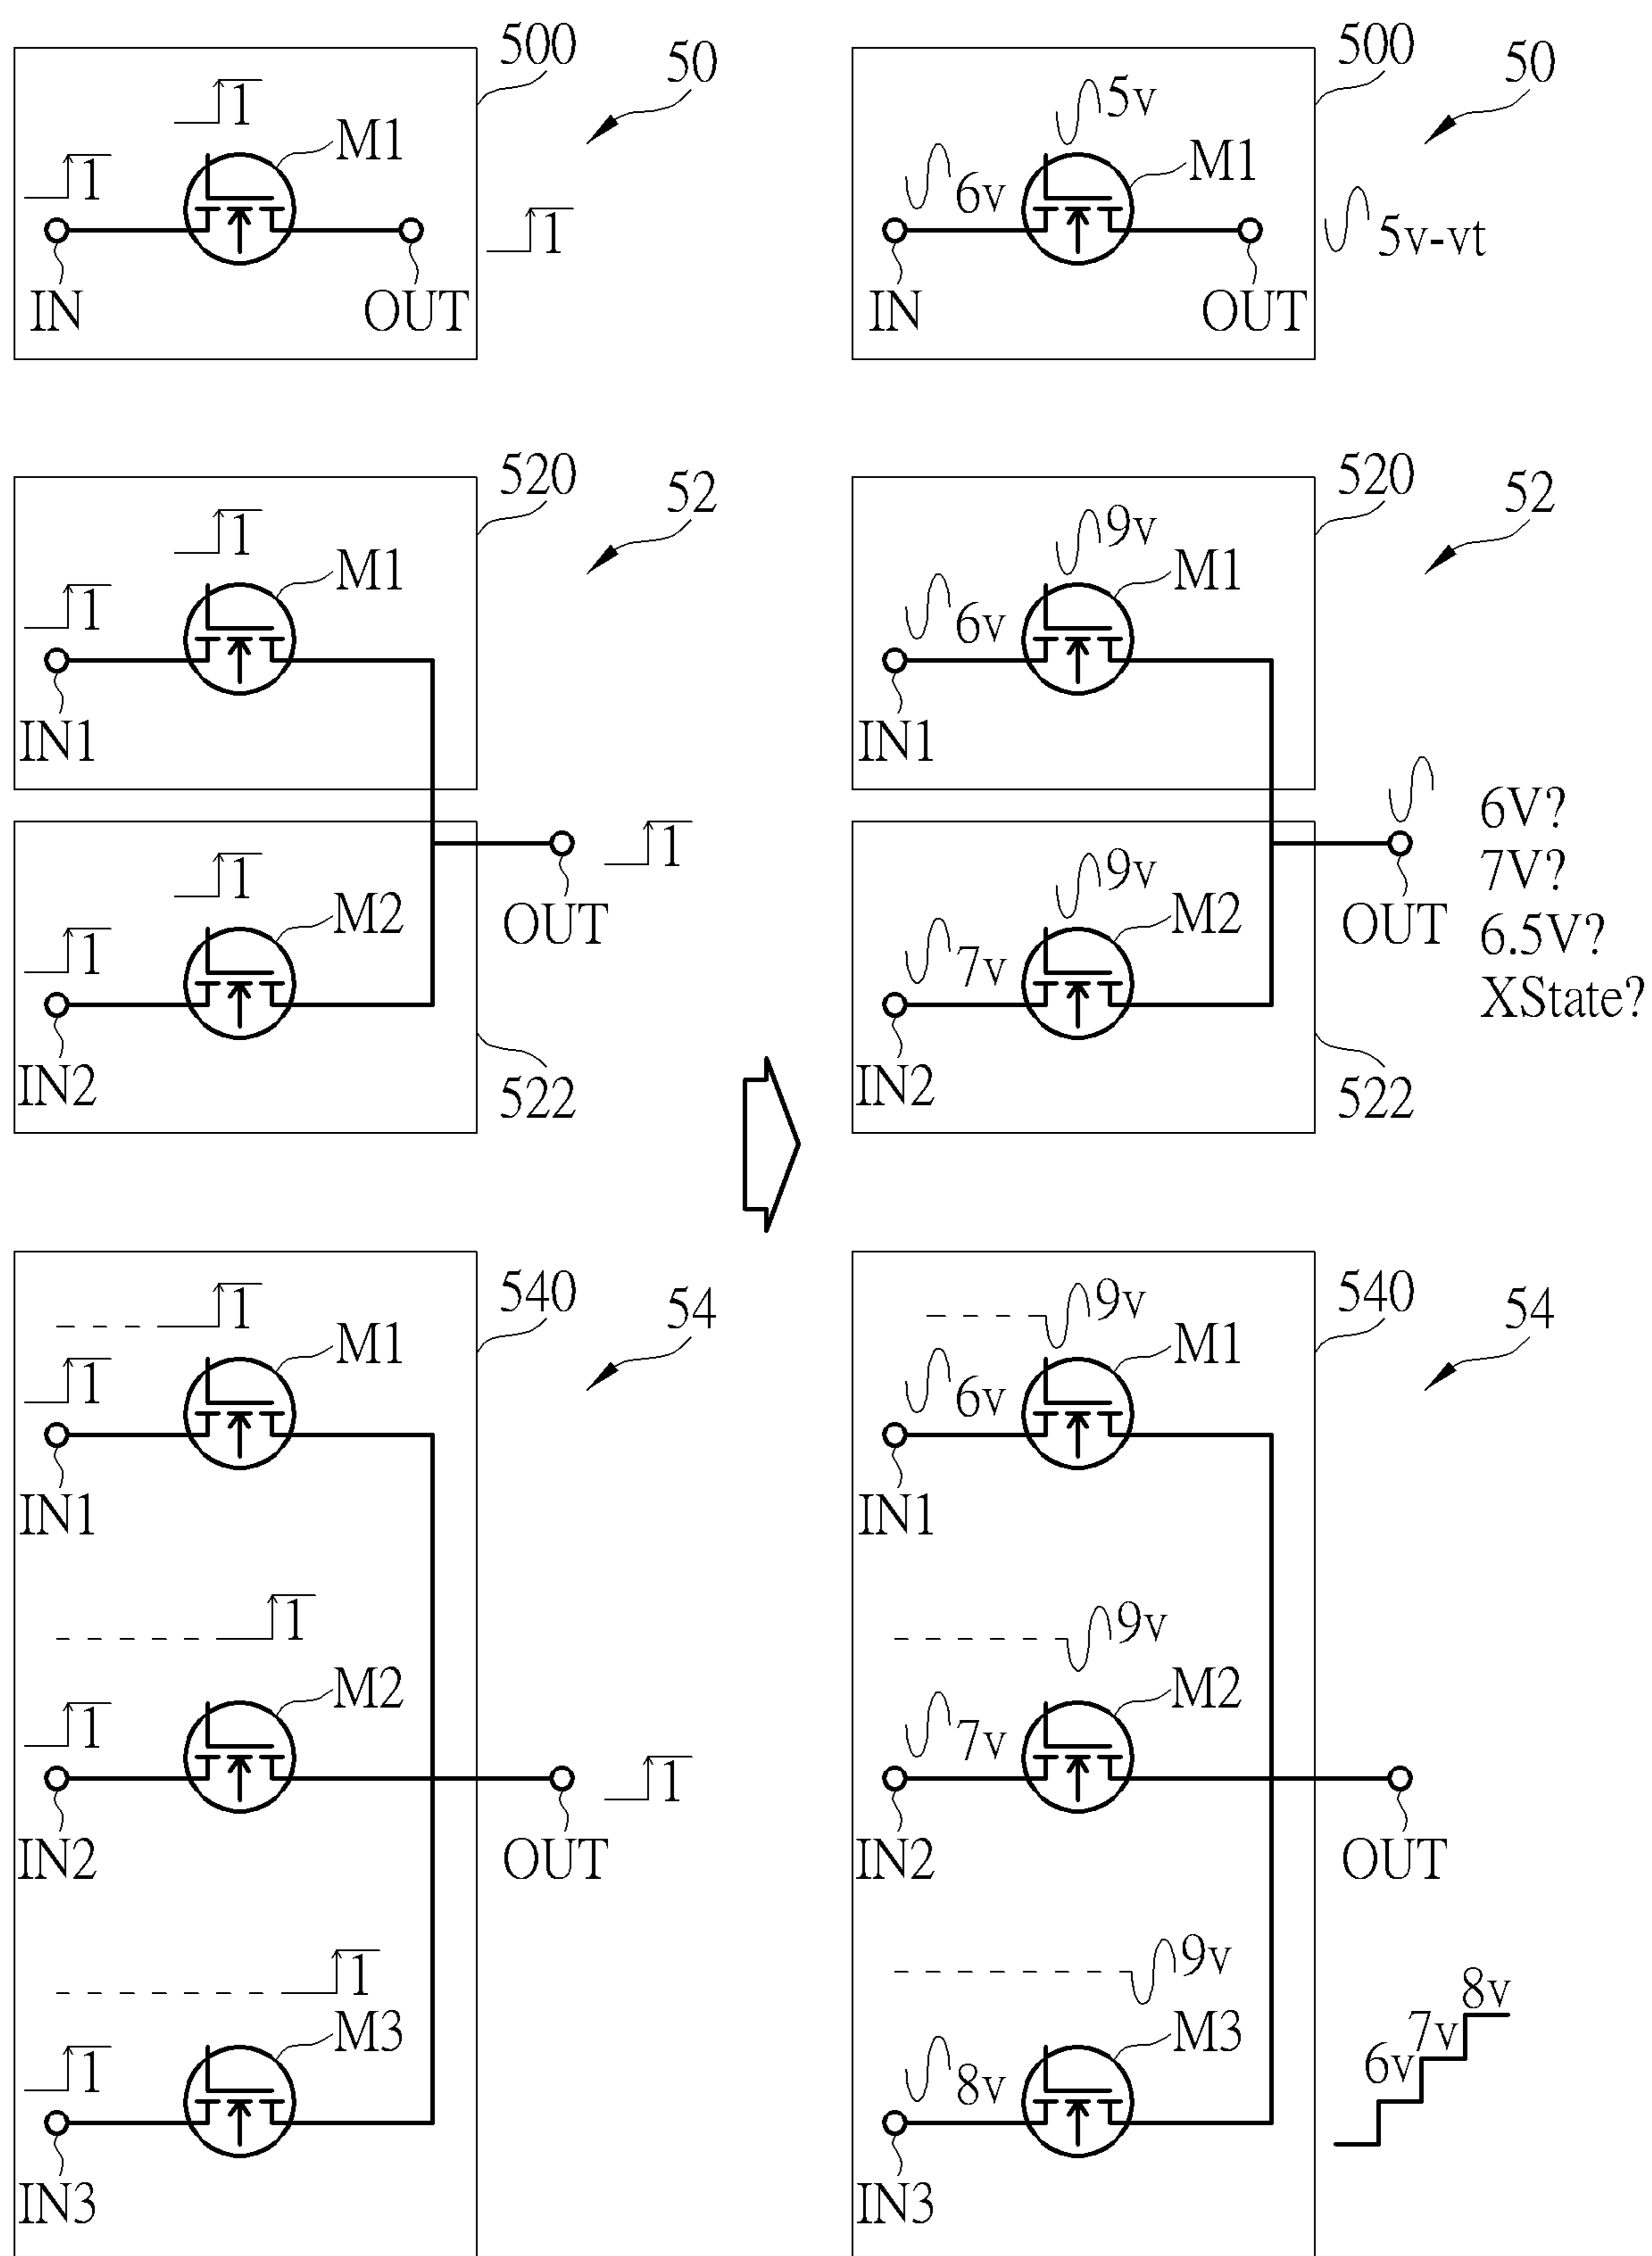 500
50
1
M1
1
1
IN
OUT
500
50
5v
M1
6v
5v-vt
IN
OUT
520
52
1
M1
1
IN1
1
M2
1
1
OUT
IN2
522
520
52
9v
M1
6v
IN1
6V?
7V?
6.5V?
XState?
9v
M2
OUT
7v
IN2
522
540
54
1
M1
1
IN1
1
M2
1
1
IN2
OUT
1
M3
1
IN3
540
54
9v
M1
6v
IN1
9v
M2
7v
IN2
OUT
9v
M3
8v
IN3
6v
7v
8v